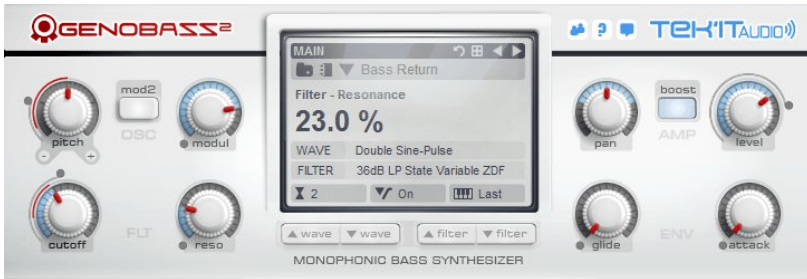 GENOBASS²
TEK'IT AUDIO
MAIN
Bass Return
Filter - Resonance
23.0 %
WAVE Double Sine-Pulse
FILTER 36dB LP State Variable ZDF
2 On Last
pitch
mod2
OSC
modul
cutoff
FLT
reso
wave wave filter filter
MONOPHONIC BASS SYNTHESIZER
?
pan
boost
AMP
level
glide
ENV
attack
- +